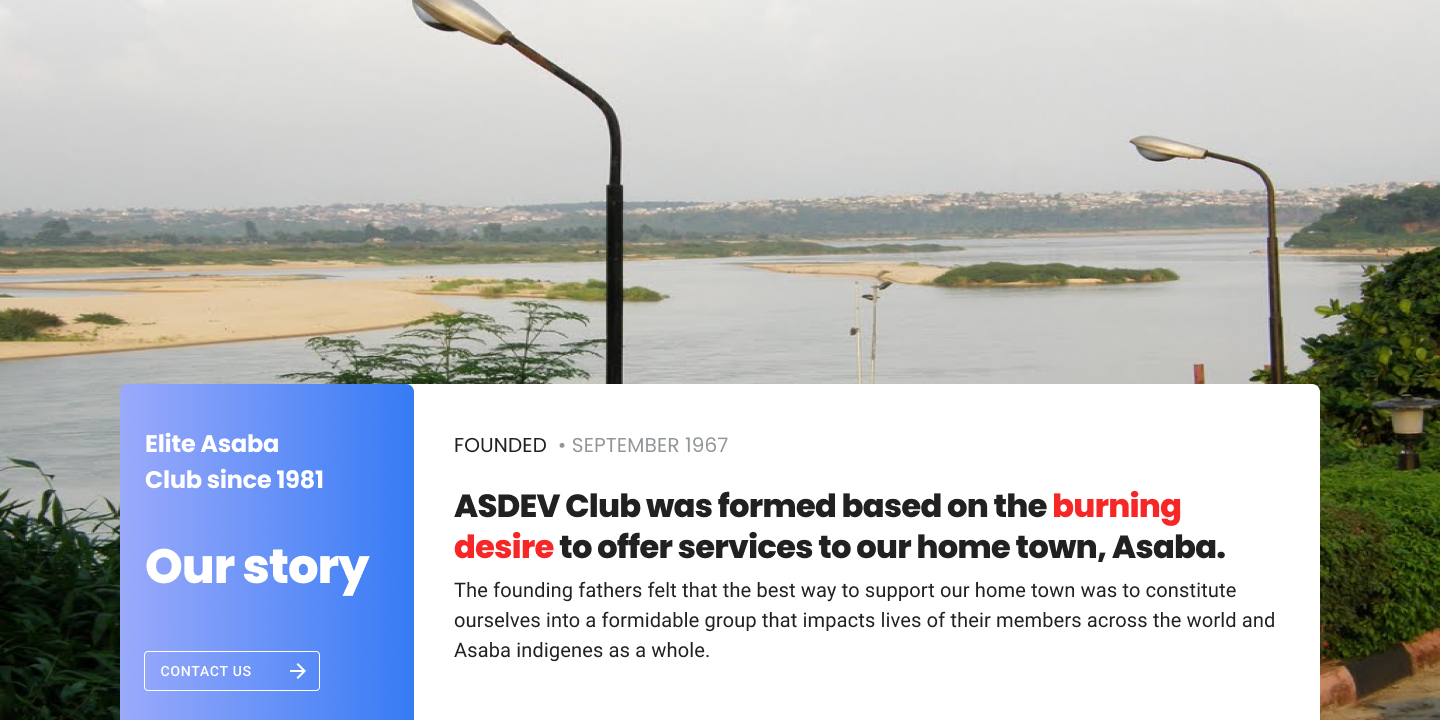 Elite Asaba
Club since 1981
Our story
CONTACT US
FOUNDED • SEPTEMBER 1967
ASDEV Club was formed based on the burning
desire to offer services to our home town, Asaba.
The founding fathers felt that the best way to support our home town was to constitute
ourselves into a formidable group that impacts lives of their members across the world and
Asaba indigenes as a whole.